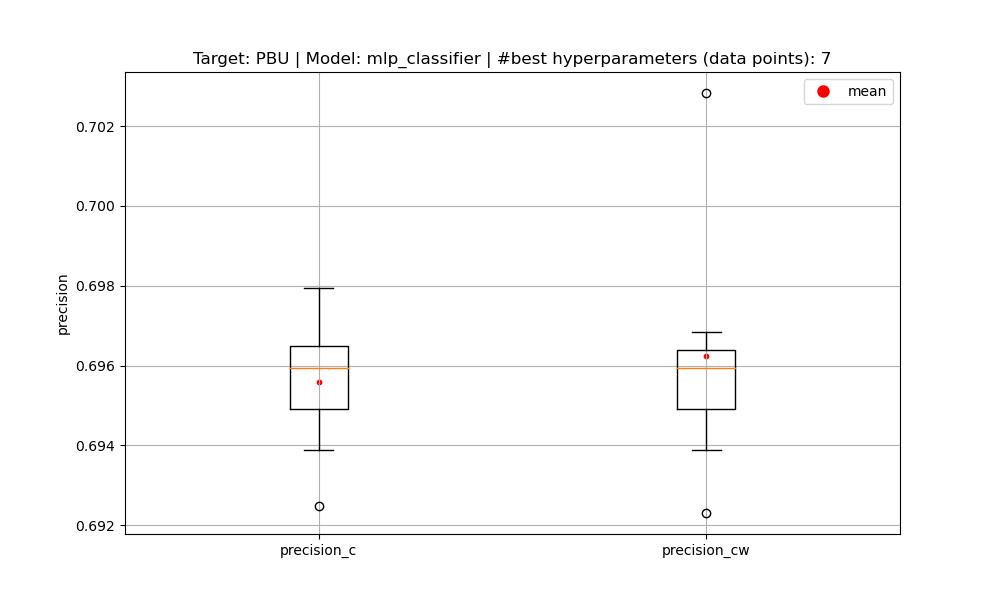 Target: PBU | Model: mlp_classifier | #best hyperparameters (data points): 7
mean
0.702
0.700
0.698
0.696
0.694
0.692
precision
precision_c
precision_cw